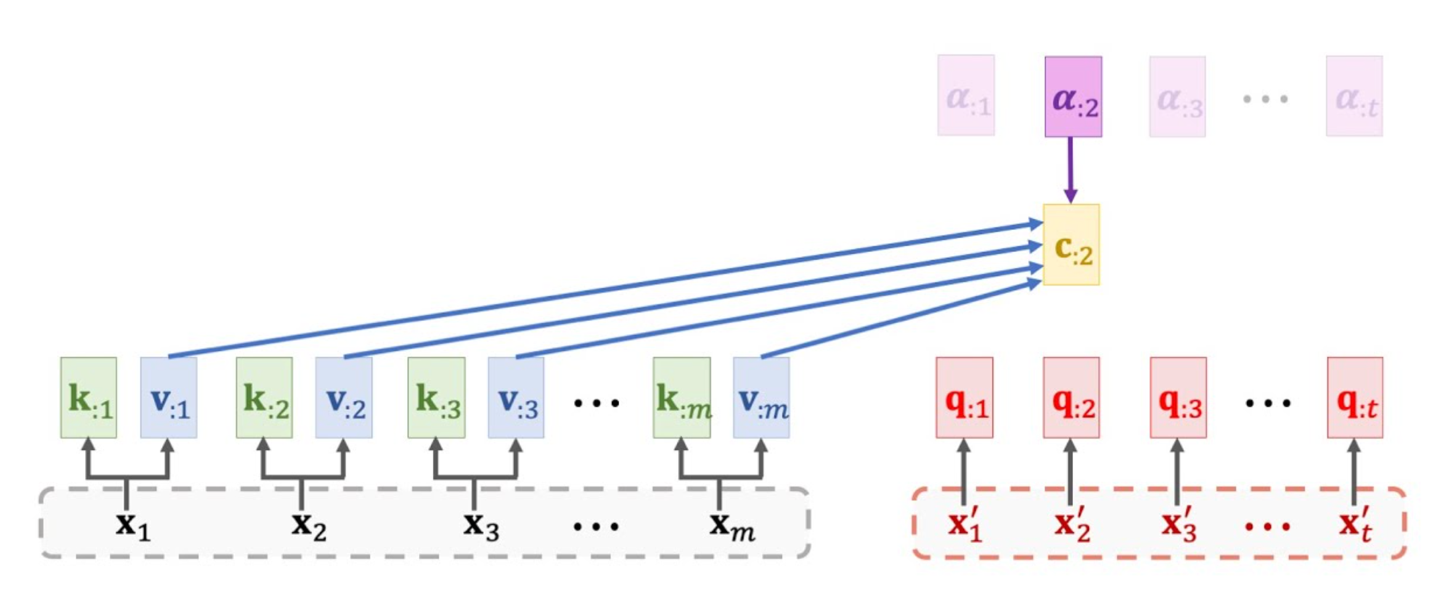 α:1 α:2 α:3 ··· α:t
c:2
k:1 v:1 k:2 v:2 k:3 v:3 ··· k:m v:m q:1 q:2 q:3 ··· q:t
x1 x2 x3 ··· xm x′1 x′2 x′3 ··· x′t